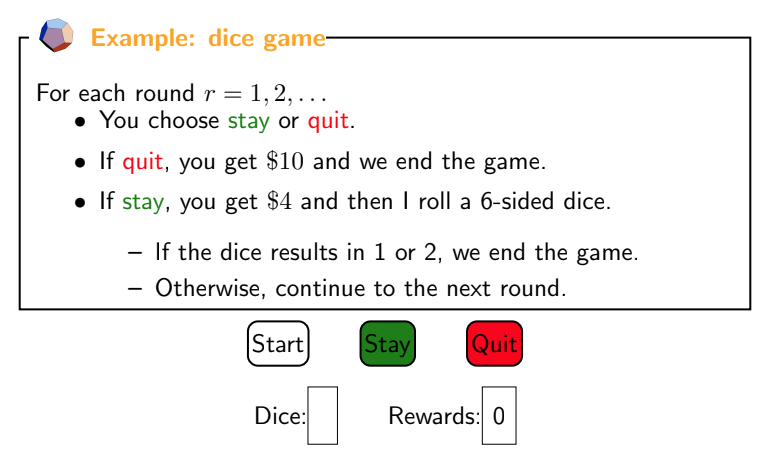 Example: dice game
For each round r = 1, 2, . . .
• You choose stay or quit.
• If quit, you get $10 and we end the game.
• If stay, you get $4 and then I roll a 6-sided dice.
– If the dice results in 1 or 2, we end the game.
– Otherwise, continue to the next round.
Start Stay Quit
Dice: Rewards: 0